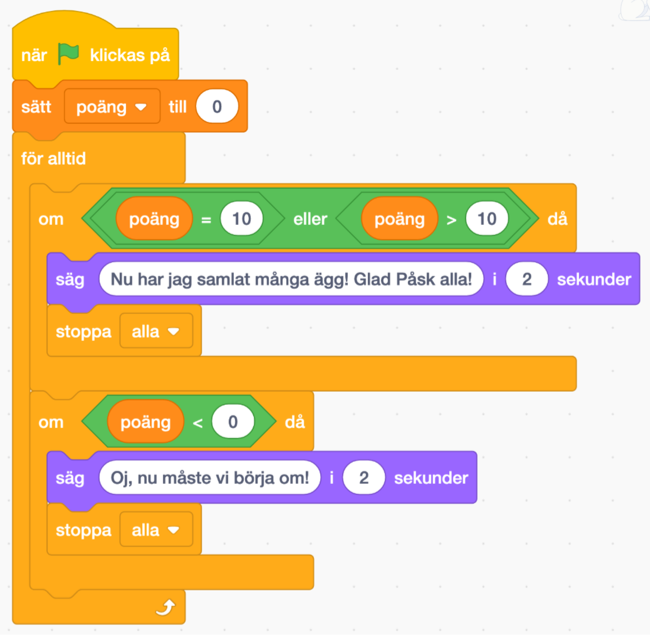 när klickas på
sätt poäng till 0
för alltid
om poäng = 10 eller poäng > 10 då
säg Nu har jag samlat många ägg! Glad Påsk alla! i 2 sekunder
stoppa alla
om poäng < 0 då
säg Oj, nu måste vi börja om! i 2 sekunder
stoppa alla